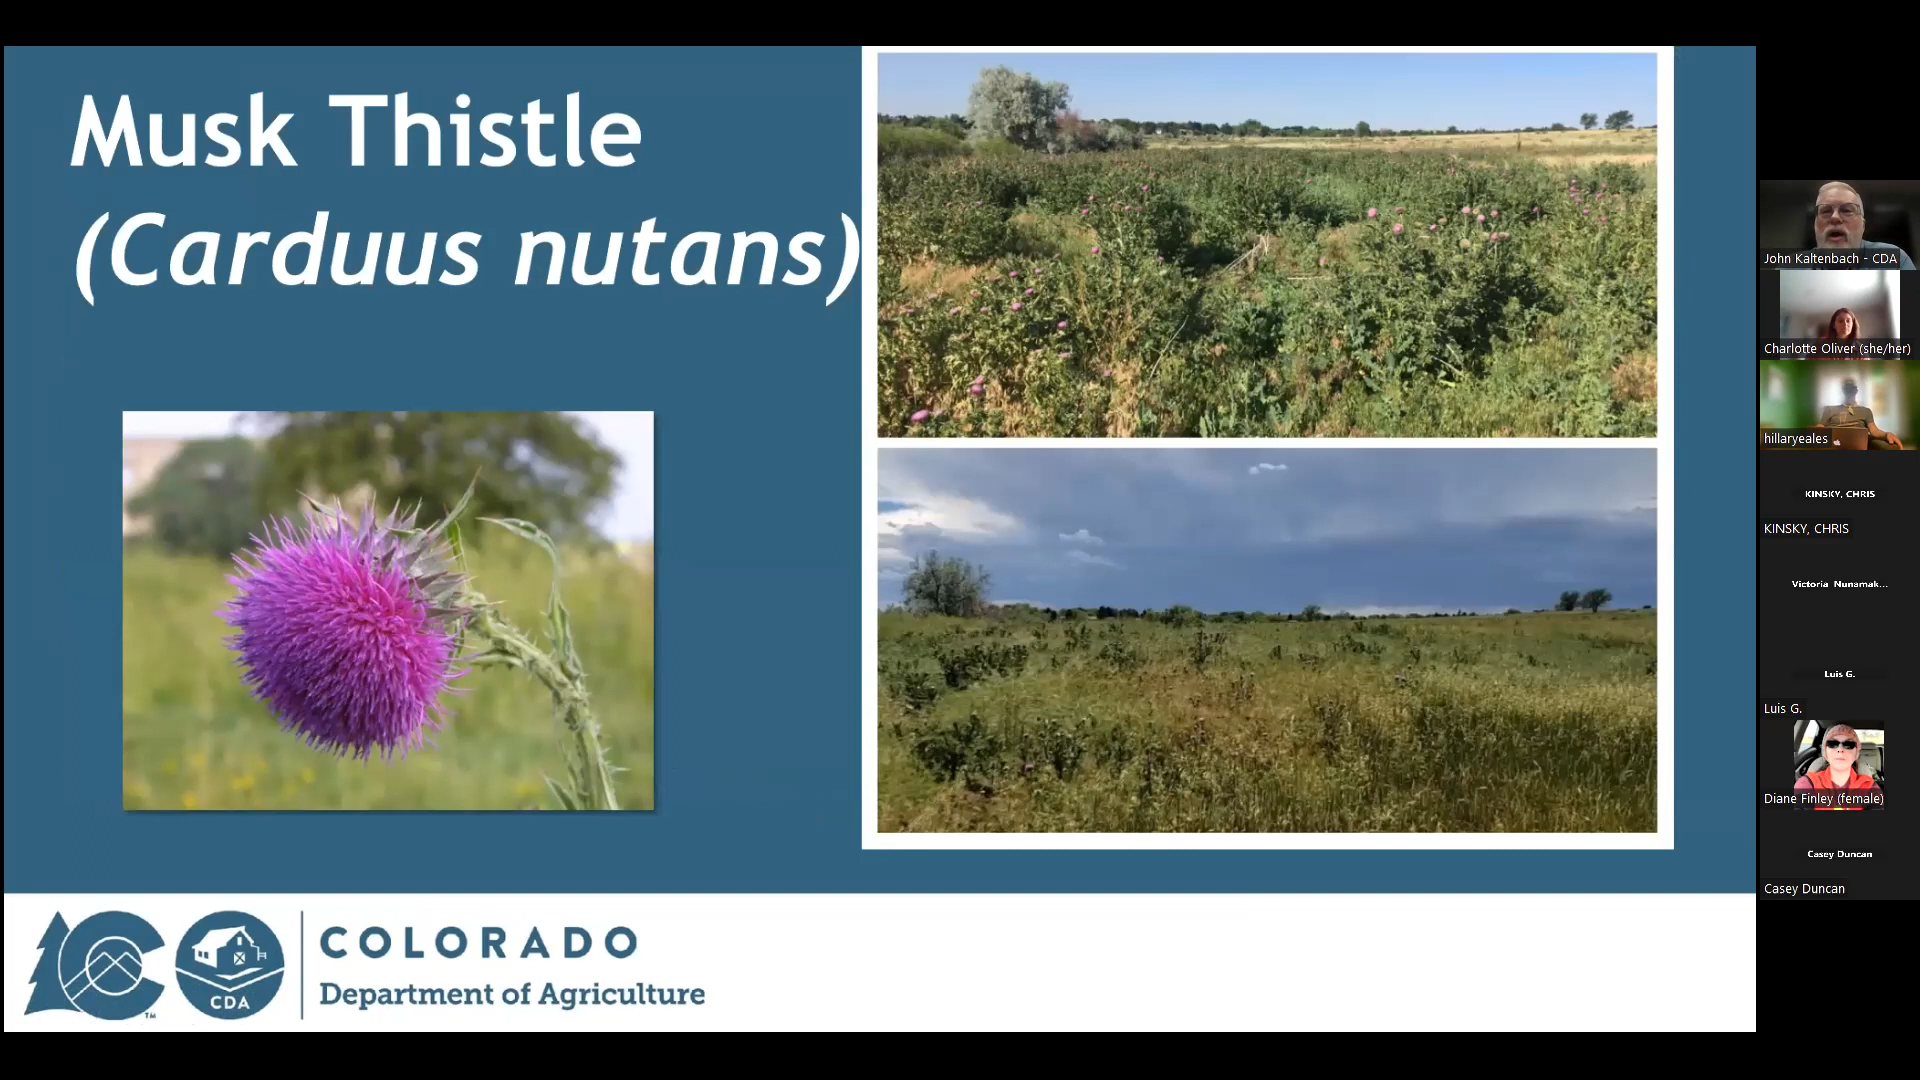 Musk Thistle
(Carduus nutans)
CDA
TM
COLORADO
Department of Agriculture
John Kaltenbach - CDA
Charlotte Oliver (she/her)
hillaryeales
KINSKY, CHRIS
KINSKY, CHRIS
Victoria Nunamak...
Luis G.
Luis G.
Diane Finley (female)
Casey Duncan
Casey Duncan